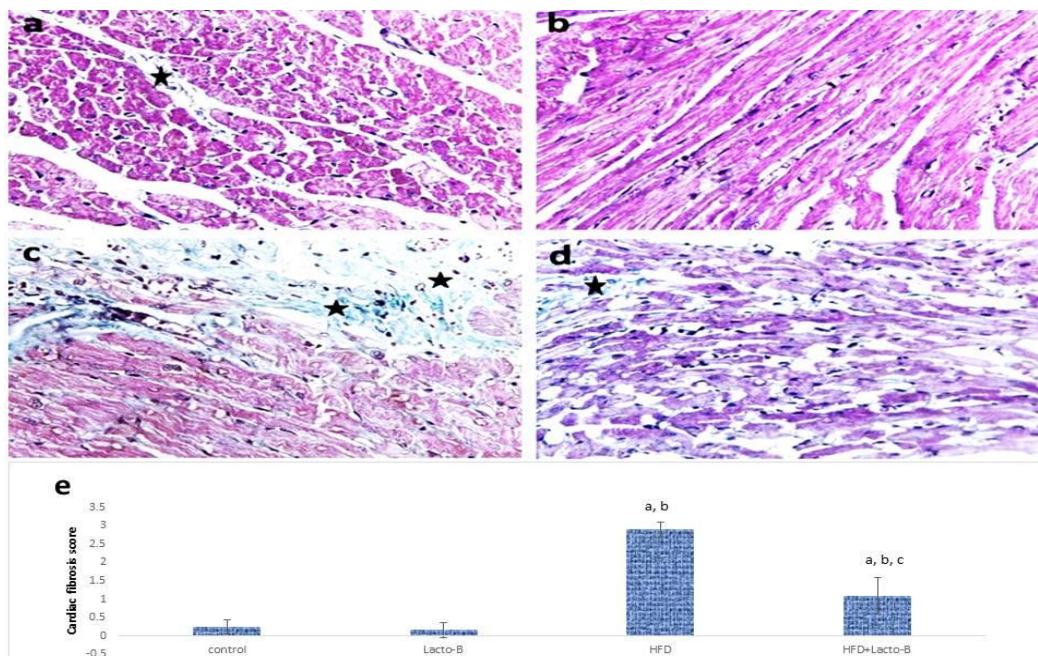 a
b
c
d
e
Cardiac fibrosis score
3.5
3
2.5
2
1.5
1
0.5
0
-0.5
a, b
a, b, c
control
Lacto-B
HFD
HFD+Lacto-B